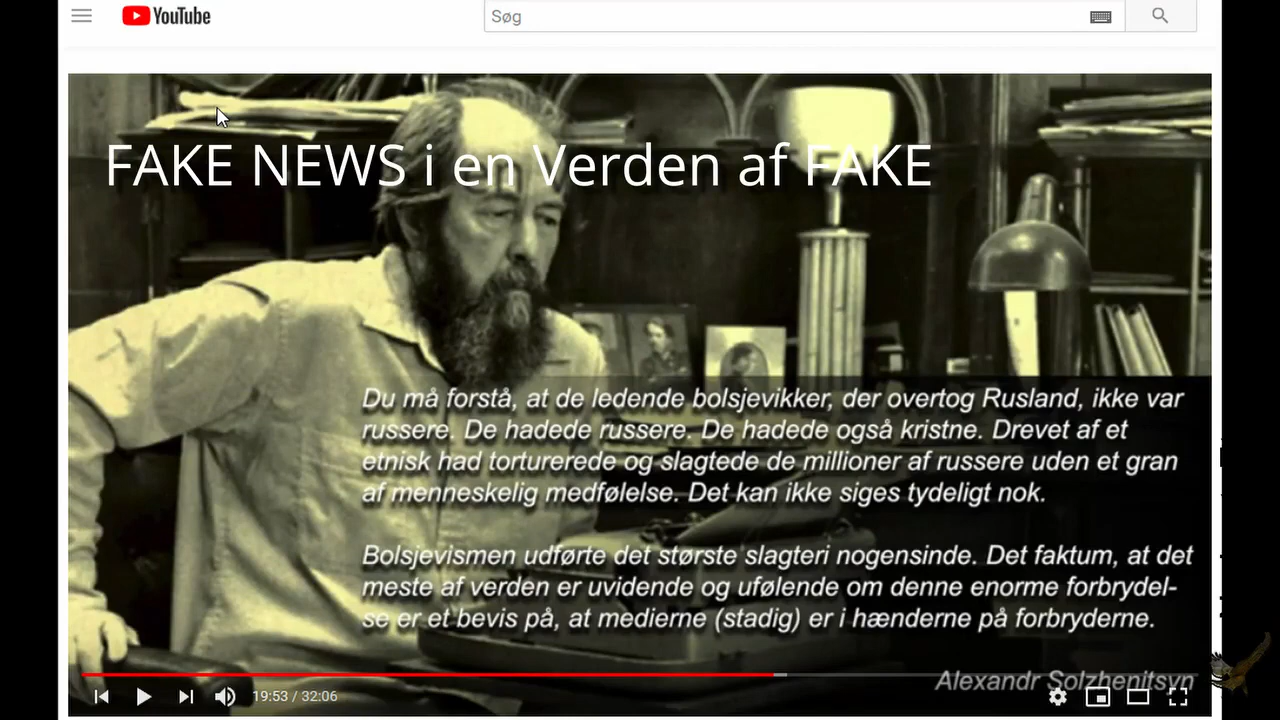 YouTube
Søg
FAKE NEWS i en Verden af FAKE
Du må forstå, at de ledende bolsjevikker, der overtog Rusland, ikke var
russere. De hadede russere. De hadede også kristne. Drevet af et
etnisk had torturerede og slagtede de millioner af russere uden et gran
af menneskelig medfølelse. Det kan ikke siges tydeligt nok.
Bolsjevismen udførte det største slagteri nogensinde. Det faktum, at det
meste af verden er uvidende og ufølende om denne enorme forbrydel-
se er et bevis på, at medierne (stadig) er i hænderne på forbryderne.
Alexandr Solzhenitsyn
19:53 / 32:06